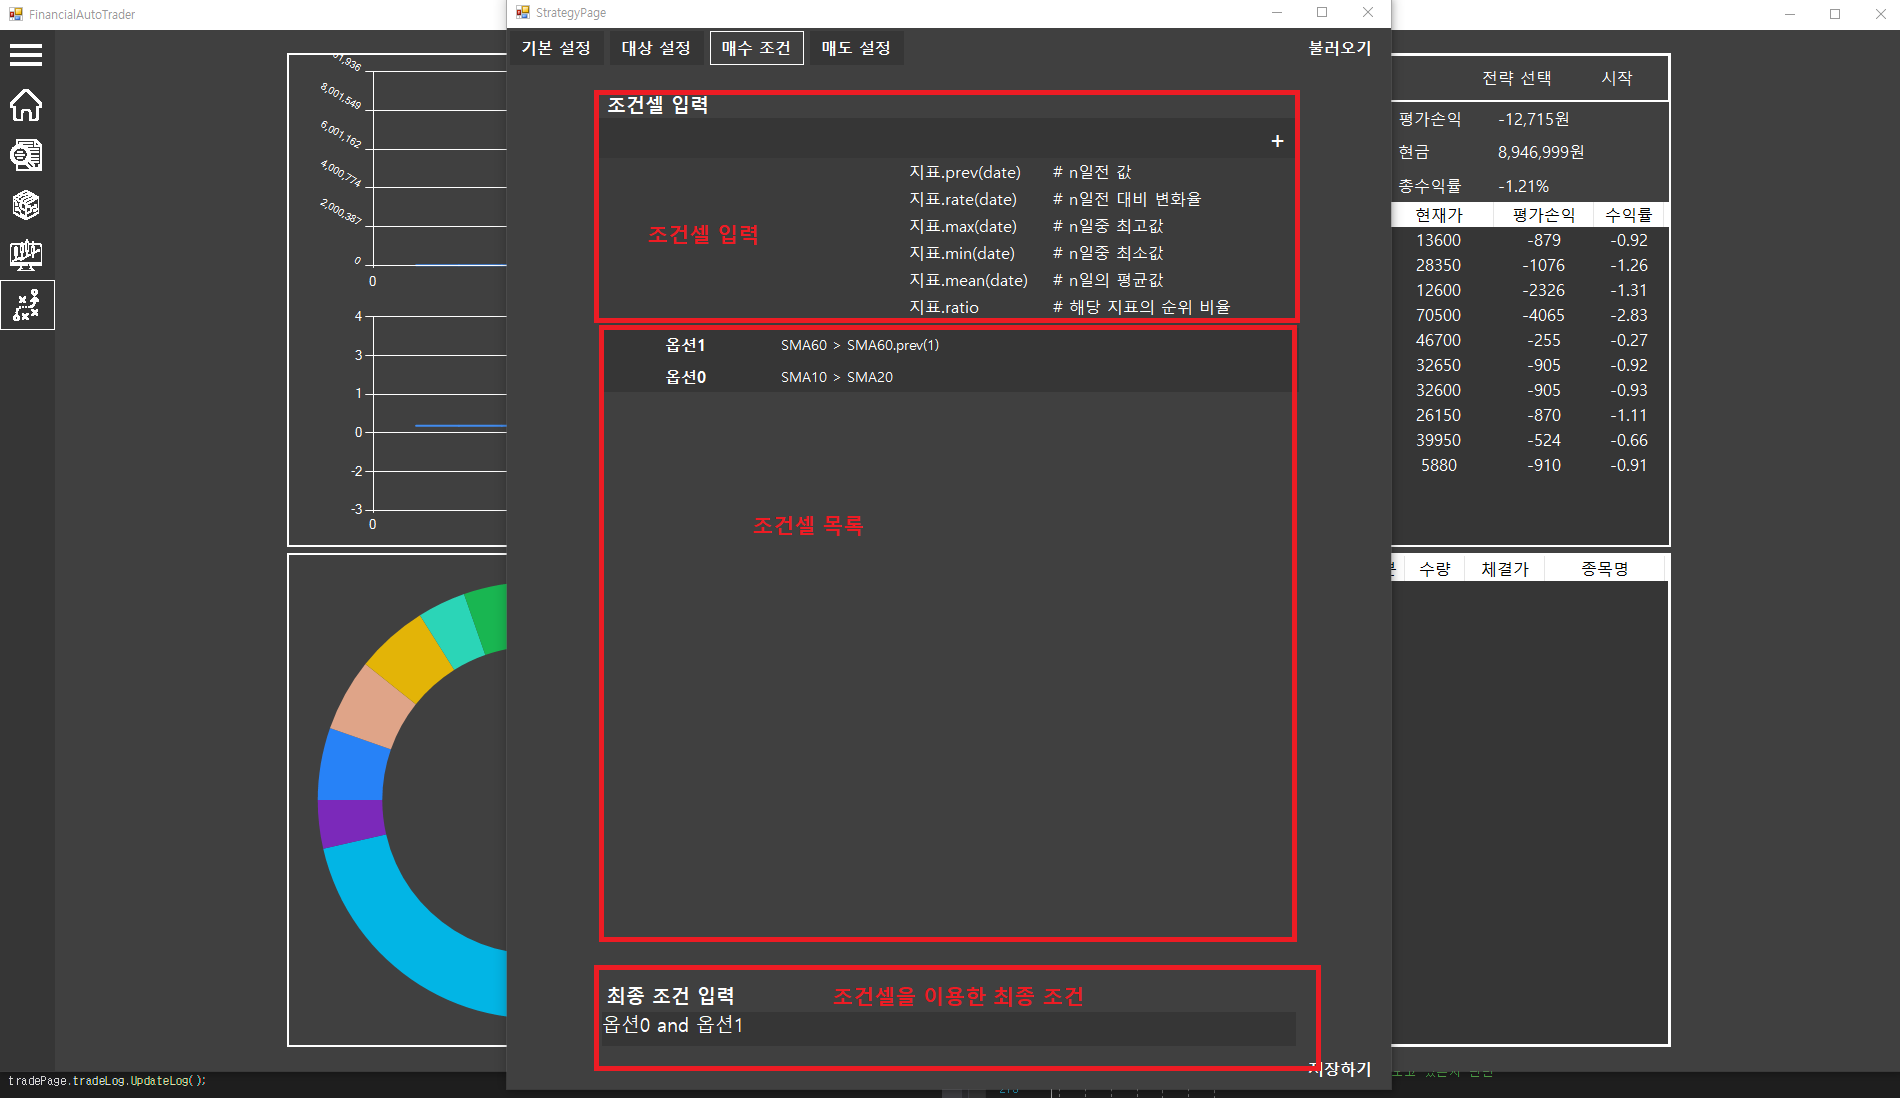 FinancialAutoTrader
StrategyPage
기본 설정
대상 설정
매수 조건
매도 설정
불러오기
조건셀 입력
+
지표.prev(date) # n일전 값
지표.rate(date) # n일전 대비 변화율
지표.max(date) # n일중 최고값
지표.min(date) # n일중 최소값
지표.mean(date) # n일의 평균값
지표.ratio # 해당 지표의 순위 비율
조건셀 입력
옵션1 SMA60 > SMA60.prev(1)
옵션0 SMA10 > SMA20
조건셀 목록
최종 조건 입력
조건셀을 이용한 최종 조건
옵션0 and 옵션1
저장하기
8,001,549
6,001,162
4,000,774
2,000,387
0
0
4
3
1
0
-2
-3
0
전략 선택 시작
평가손익 -12,715원
현금 8,946,999원
총수익률 -1.21%
현재가 평가손익 수익률
13600 -879 -0.92
28350 -1076 -1.26
12600 -2326 -1.31
70500 -4065 -2.83
46700 -255 -0.27
32650 -905 -0.92
32600 -905 -0.93
26150 -870 -1.11
39950 -524 -0.66
5880 -910 -0.91
수량 체결가 종목명
tradePage.tradeLog.UpdateLog();